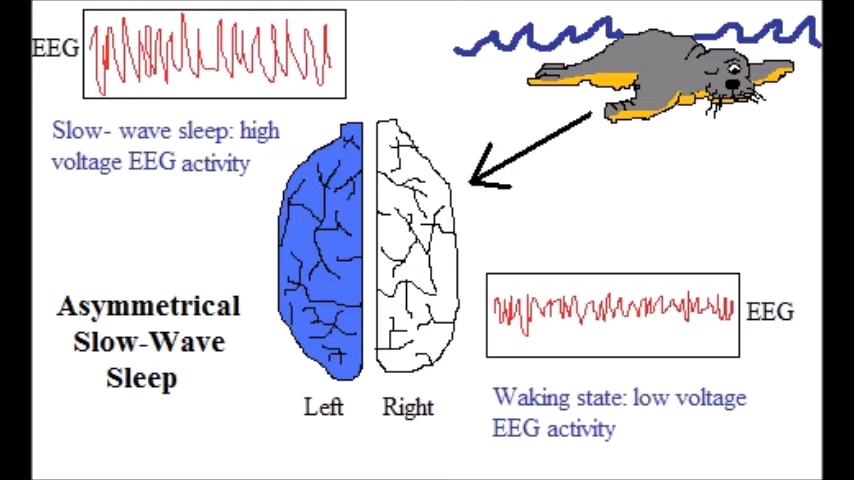 EEG
Slow- wave sleep: high
voltage EEG activity
Asymmetrical
Slow-Wave
Sleep
Left
Right
EEG
Waking state: low voltage
EEG activity